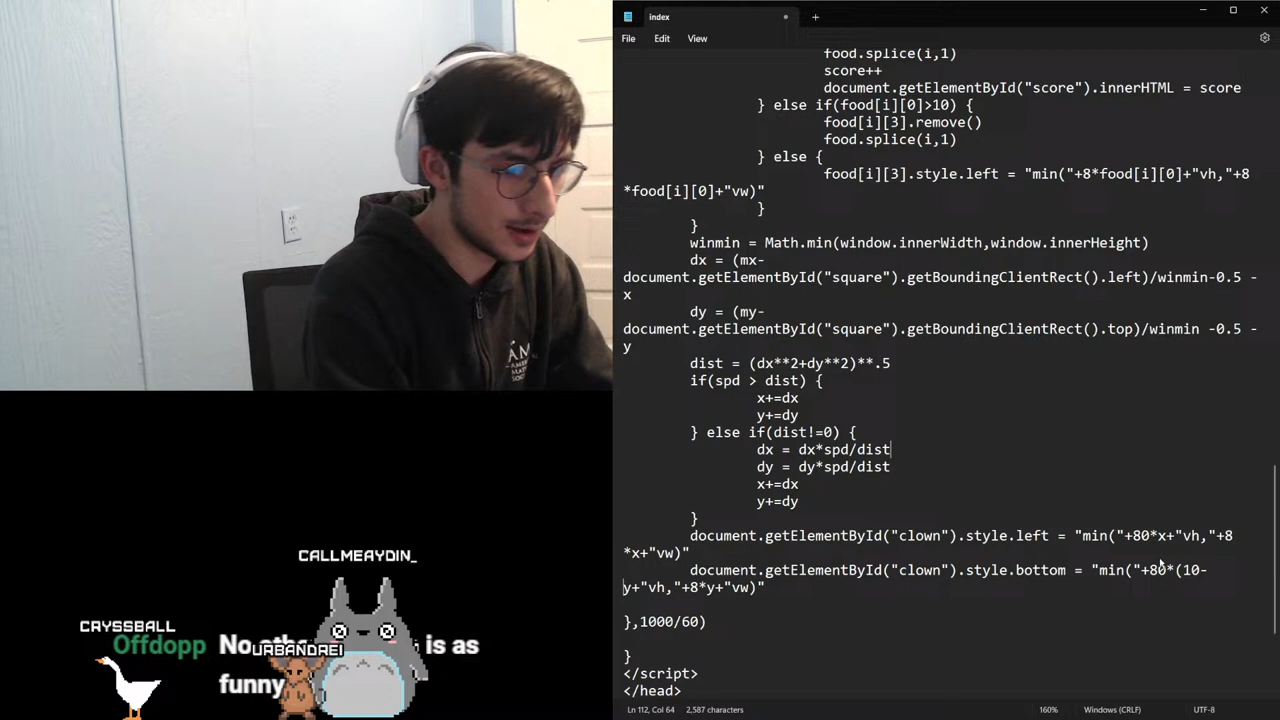 index
File Edit View
food.splice(i,1)
score++
document.getElementById("score").innerHTML = score
} else if(food[i][0]>10) {
food[i][3].remove()
food.splice(i,1)
} else {
food[i][3].style.left = "min("+8*food[i][0]+"vh,"+8
*food[i][0]+"vw)"
}
}
winmin = Math.min(window.innerWidth,window.innerHeight)
dx = (mx-
document.getElementById("square").getBoundingClientRect().left)/winmin-0.5 -
x
dy = (my-
document.getElementById("square").getBoundingClientRect().top)/winmin -0.5 -
y
dist = (dx**2+dy**2)**.5
if(spd > dist) {
x+=dx
y+=dy
} else if(dist!=0) {
dx = dx*spd/dist
dy = dy*spd/dist
x+=dx
y+=dy
}
document.getElementById("clown").style.left = "min("+80*x+"vh,"+8
*x+"vw)"
document.getElementById("clown").style.bottom = "min("+80*(10-
y+"vh,"+8*y+"vw)"
},1000/60)
}
</script>
</head>
Ln 112, Col 64 2,587 characters 160% Windows (CRLF) UTF-8
CALLMEAYDIN_
CRYSSBALL
URBANDREI
Offdopp No is as
funny